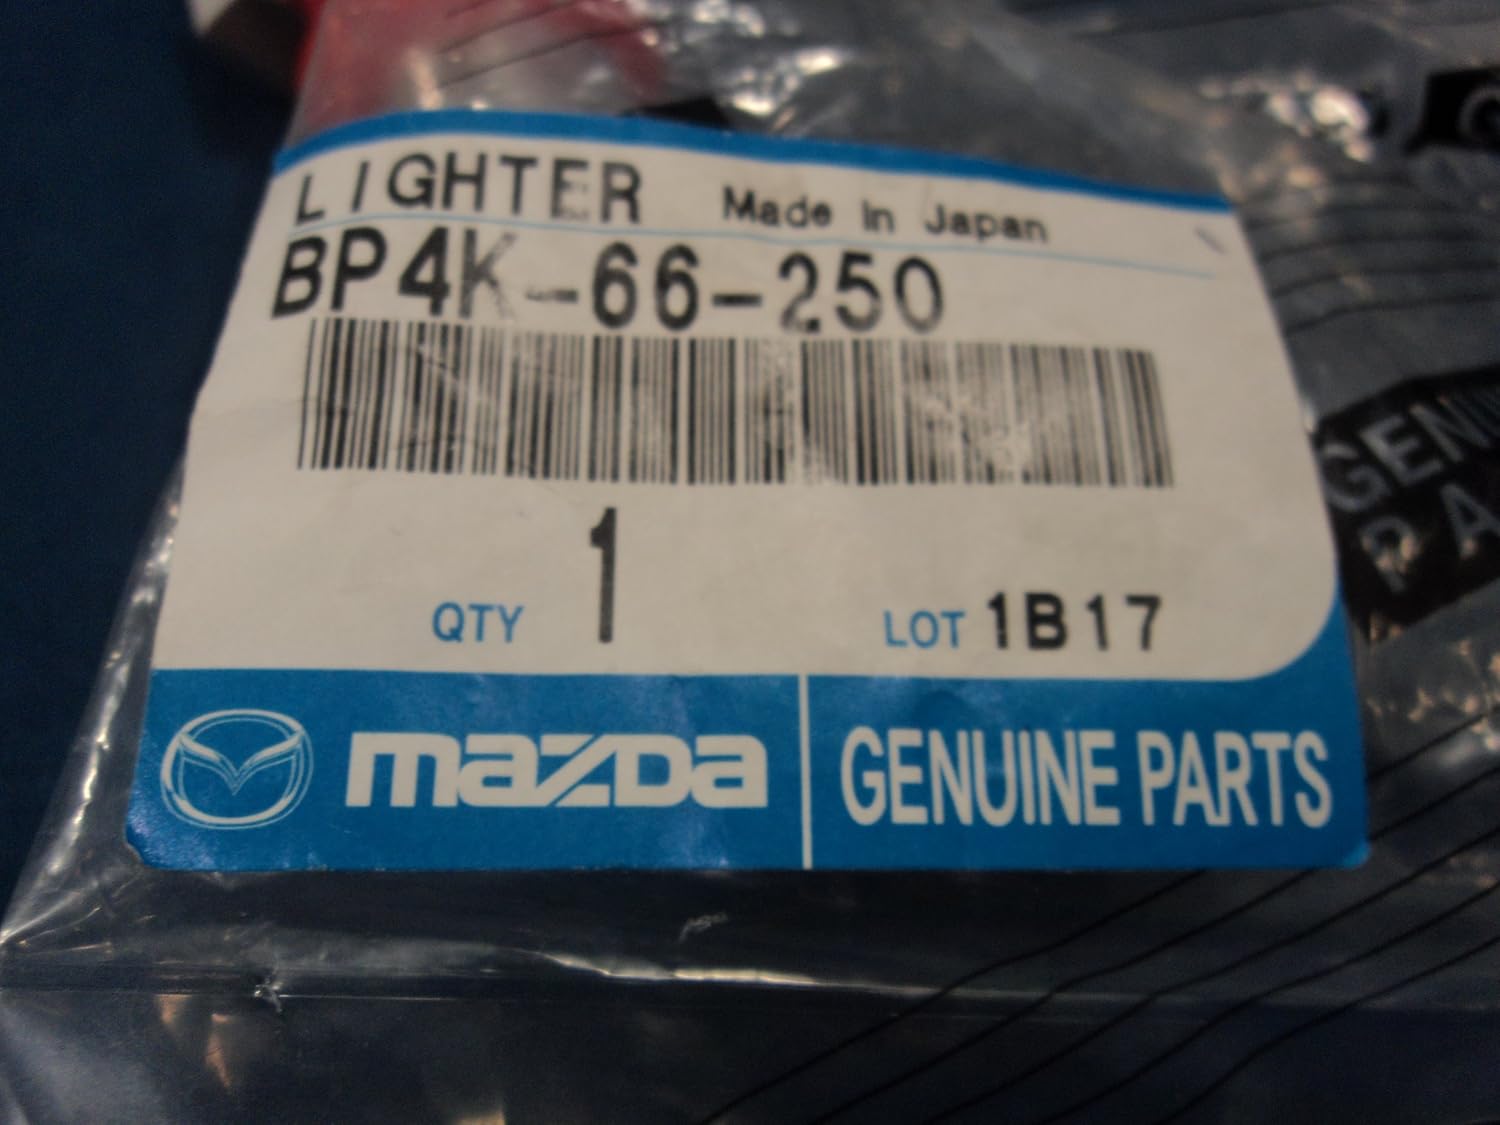 LIGHTER Made in Japan
BP4K-66-250
QTY 1 LOT 1B17
mazda GENUINE PARTS